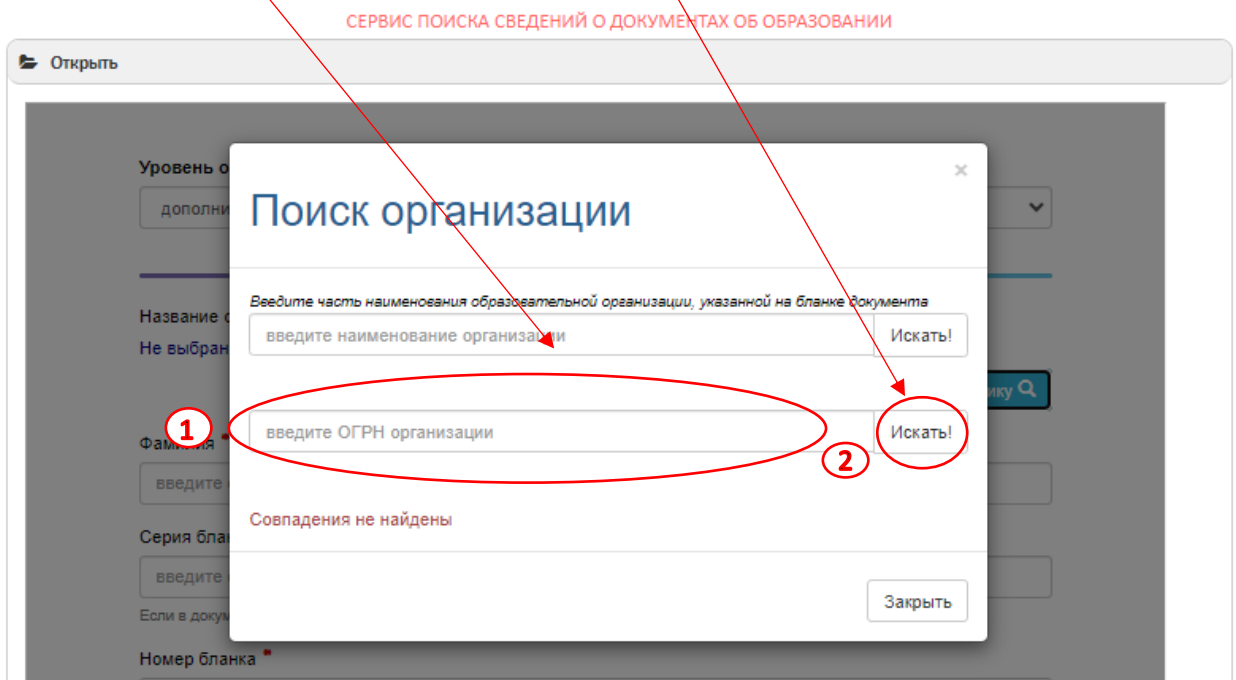 СЕРВИС ПОИСКА СВЕДЕНИЙ О ДОКУМЕНТАХ ОБ ОБРАЗОВАНИИ
Открыть
Уровень о
дополни
Поиск организации
×
Введите часть наименования образовательной организации, указанной на бланке документа
Название
введите наименование организации Искать!
Не выбран
ику
1 введите ОГРН организации 2 Искать!
Фамилия *
введите
Совпадения не найдены
Серия блан
введите
Закрыть
Если в докум
Номер бланка *